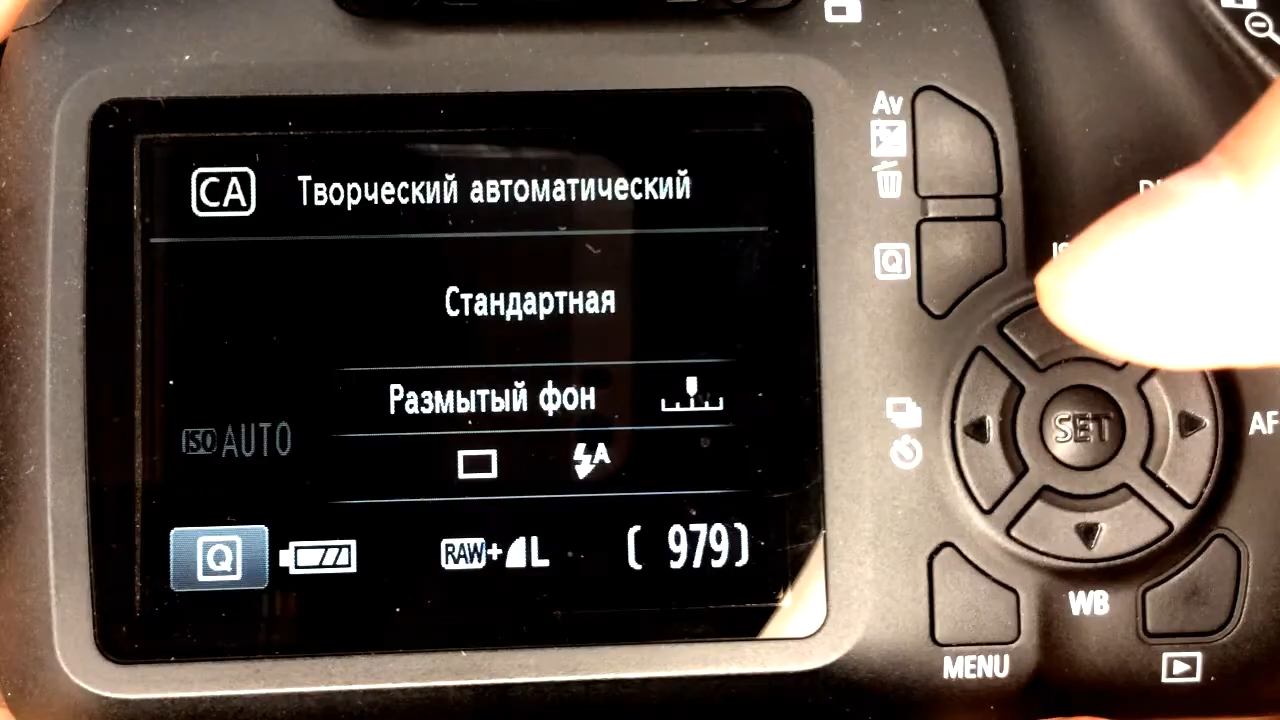 CA Творческий автоматический
Стандартная
Размытый фон
ISO AUTO
A
Q
RAW+L
[ 979]
Av
Q
SET
AF
WB
MENU